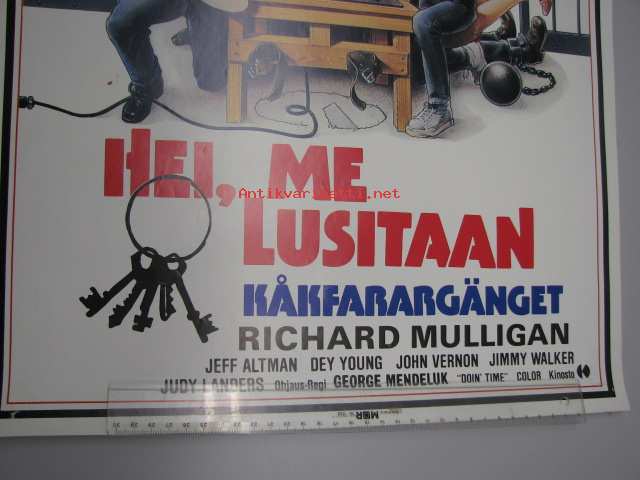 HEI, ME
Antikvariaatti.net
LUSITAAN
KÅKFARARGÄNGET
RICHARD MULLIGAN
JEFF ALTMAN DEY YOUNG JOHN VERNON JIMMY WALKER
JUDY LANDERS Ohjaus-Regi GEORGE MENDELUK "DOIN' TIME" COLOR Kinosto